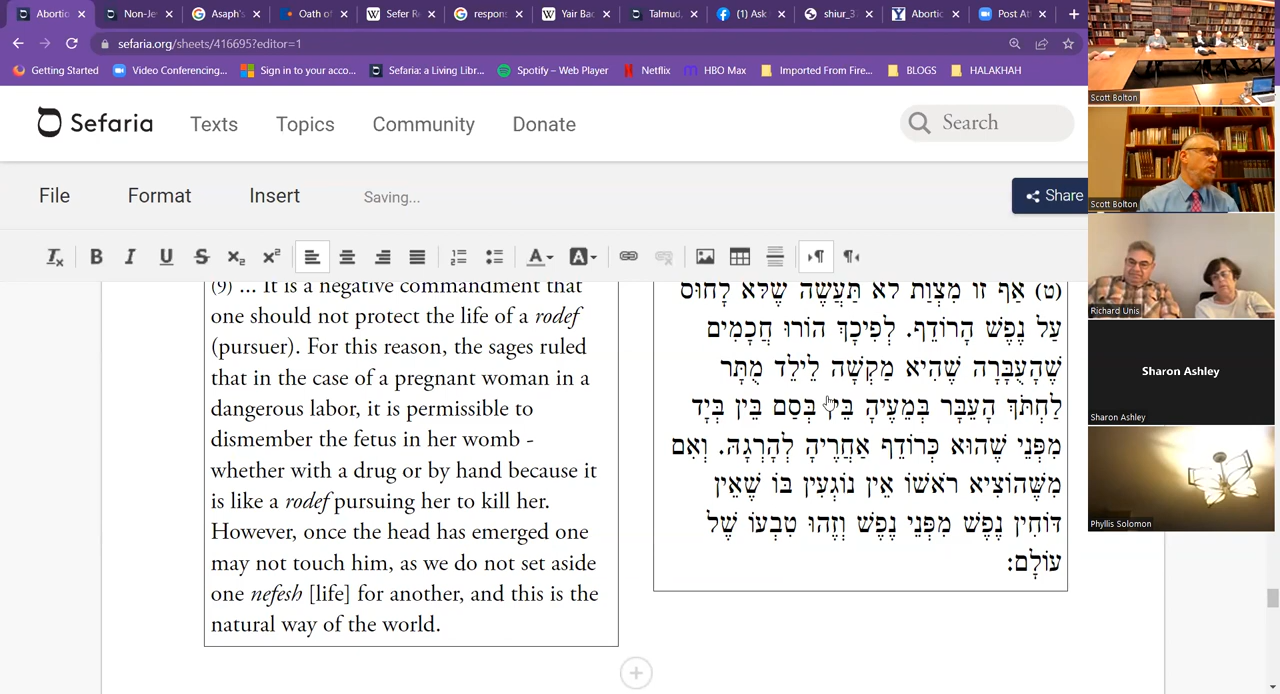 Abortic
Non-Je
Asaph's
Oath of
Sefer R
respon
Yair Bac
Talmud,
(1) Ask
shiur_3
Abortic
Post At
sefaria.org/sheets/416695?editor=1
Getting Started
Video Conferencing...
Sign in to your acco...
Sefaria: a Living Libr...
Spotify – Web Player
Netflix
HBO Max
Imported From Fire...
BLOGS
HALAKHAH
Sefaria
Texts
Topics
Community
Donate
Search
File
Format
Insert
Saving...
Share
(9) ... It is a negative commandment that
one should not protect the life of a rodef
(pursuer). For this reason, the sages ruled
that in the case of a pregnant woman in a
dangerous labor, it is permissible to
dismember the fetus in her womb -
whether with a drug or by hand because it
is like a rodef pursuing her to kill her.
However, once the head has emerged one
may not touch him, as we do not set aside
one nefesh [life] for another, and this is the
natural way of the world.
(ט) אַף זוֹ מִצְוַת לֹא תַּעֲשֶׂה שֶׁלֹּא לָחוּס
עַל נֶפֶשׁ הָרוֹדֵף. לְפִיכָךְ הוֹרוּ חֲכָמִים
שֶׁהָעֻבָּרָה שֶׁהִיא מַקְשָׁה לֵילֵד מֻתָּר
לַחְתֹּךְ הָעֵבָּר בְּמֵעֶיהָ בֵּין בְּסַם בֵּין בְּיָד
מִפְּנֵי שֶׁהוּא כְּרוֹדֵף אַחֲרֶיהָ לְהָרְגָהּ. וְאִם
מִשֶּׁהוֹצִיא רֹאשׁוֹ אֵין נוֹגְעִין בּוֹ שֶׁאֵין
דּוֹחִין נֶפֶשׁ מִפְּנֵי נֶפֶשׁ וְזֶהוּ טִבְעוֹ שֶׁל
עוֹלָם:
Scott Bolton
Scott Bolton
Richard Unis
Sharon Ashley
Sharon Ashley
Phyllis Solomon